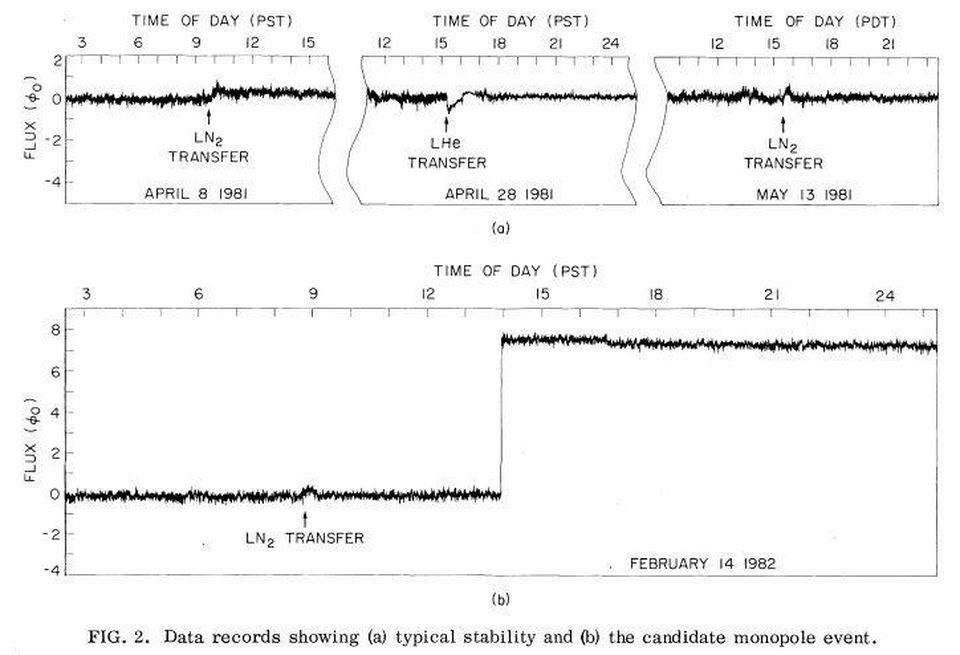 TIME OF DAY (PST) TIME OF DAY (PST) TIME OF DAY (PDT)
3 6 9 12 15 12 15 18 21 24 12 15 18 21
2
0
-2
-4
FLUX (ϕ₀)
LN₂
TRANSFER
LHe
TRANSFER
LN₂
TRANSFER
APRIL 8 1981 APRIL 28 1981 MAY 13 1981
(a)
TIME OF DAY (PST)
3 6 9 12 15 18 21 24
8
6
4
2
0
-2
-4
FLUX (ϕ₀)
LN₂ TRANSFER
FEBRUARY 14 1982
(b)
FIG. 2. Data records showing (a) typical stability and (b) the candidate monopole event.